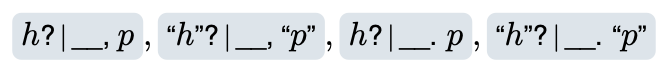 h? | __, p, “h”? | __, “p”, h? | __. p, “h”? | __. “p”